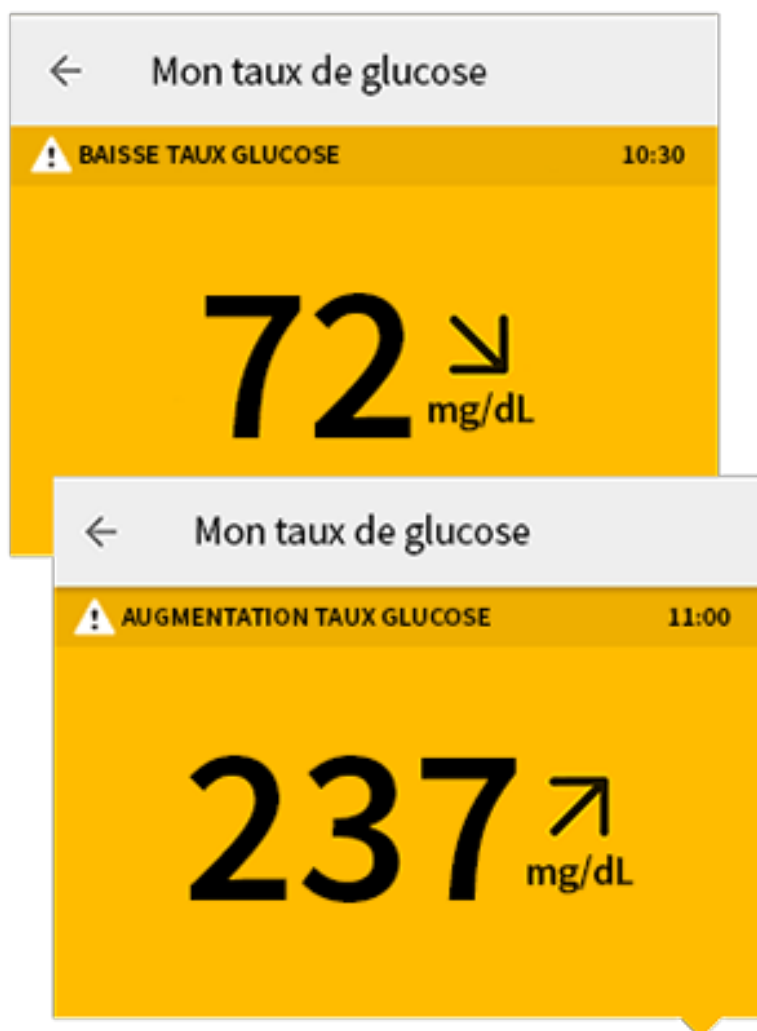 Mon taux de glucose
BAISSE TAUX GLUCOSE 10:30
72
mg/dL
Mon taux de glucose
AUGMENTATION TAUX GLUCOSE 11:00
237
mg/dL